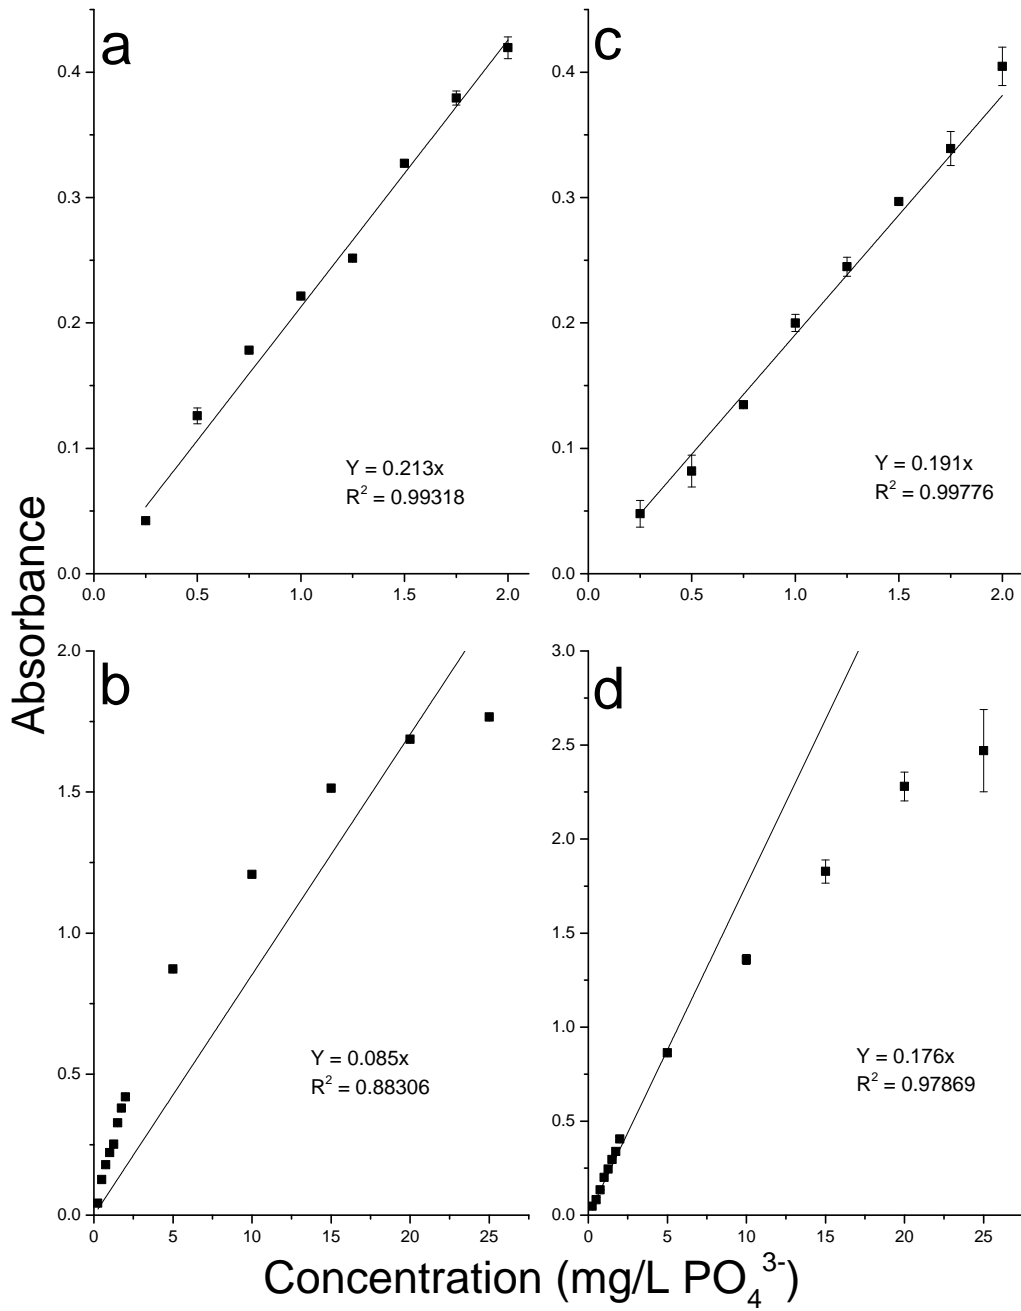 a
0.4
0.3
0.2
0.1
0.0
0.0 0.5 1.0 1.5 2.0
Y = 0.213x
R² = 0.99318
c
0.4
0.3
0.2
0.1
0.0
0.0 0.5 1.0 1.5 2.0
Y = 0.191x
R² = 0.99776
Absorbance
b
2.0
1.5
1.0
0.5
0.0
0 5 10 15 20 25
Y = 0.085x
R² = 0.88306
d
3.0
2.5
2.0
1.5
1.0
0.5
0.0
0 5 10 15 20 25
Y = 0.176x
R² = 0.97869
Concentration (mg/L PO₄³⁻)